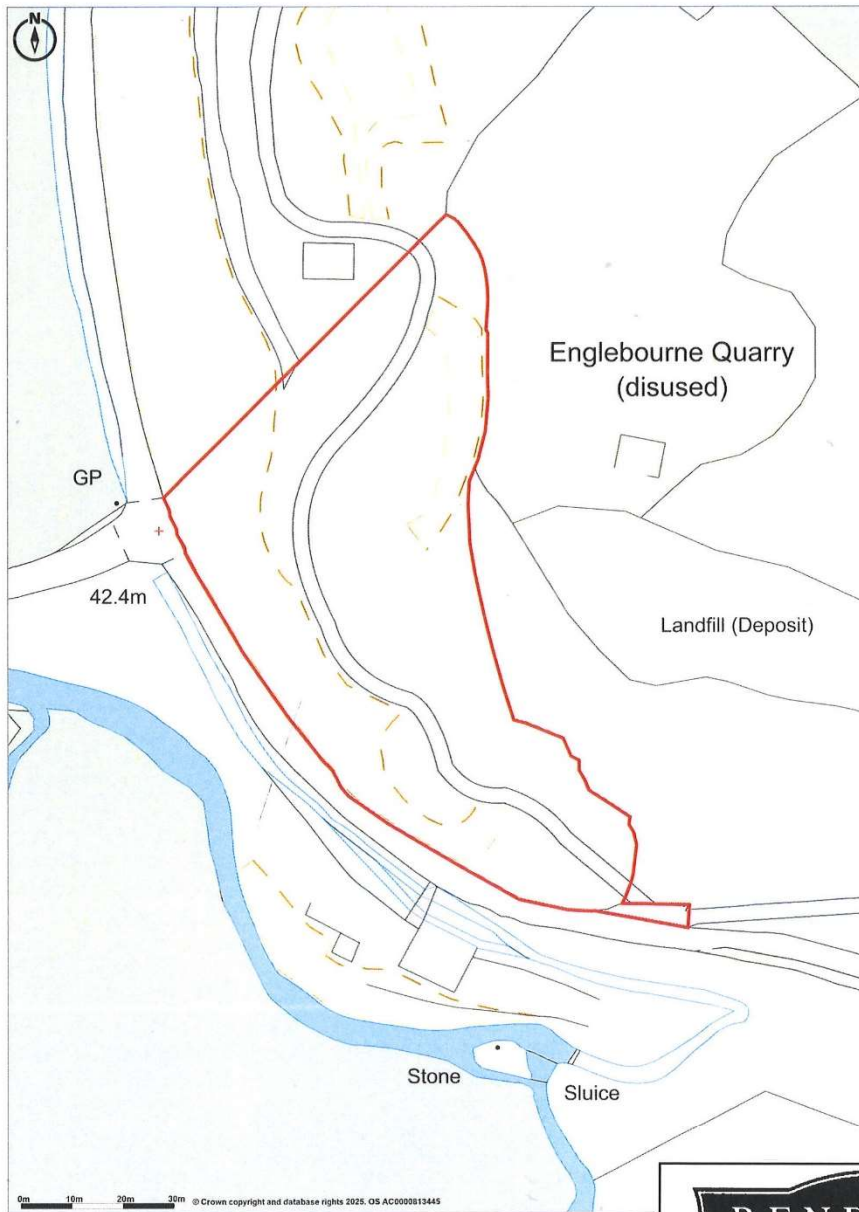 N
Englebourne Quarry
(disused)
GP
42.4m
Landfill (Deposit)
Stone
Sluice
0m 10m 20m 30m © Crown copyright and database rights 2025. OS AC0000813445